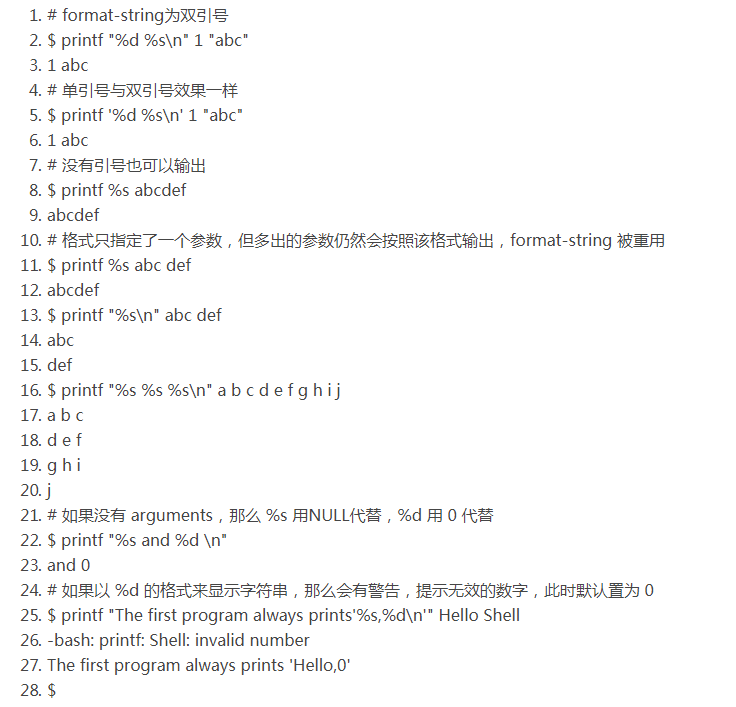 1. # format-string为双引号
2. $ printf "%d %s\n" 1 "abc"
3. 1 abc
4. # 单引号与双引号效果一样
5. $ printf '%d %s\n' 1 "abc"
6. 1 abc
7. # 没有引号也可以输出
8. $ printf %s abcdef
9. abcdef
10. # 格式只指定了一个参数，但多出的参数仍然会按照该格式输出，format-string 被重用
11. $ printf %s abc def
12. abcdef
13. $ printf "%s\n" abc def
14. abc
15. def
16. $ printf "%s %s %s\n" a b c d e f g h i j
17. a b c
18. d e f
19. g h i
20. j
21. # 如果没有 arguments，那么 %s 用NULL代替，%d 用 0 代替
22. $ printf "%s and %d \n"
23. and 0
24. # 如果以 %d 的格式来显示字符串，那么会有警告，提示无效的数字，此时默认置为 0
25. $ printf "The first program always prints'%s,%d\n'" Hello Shell
26. -bash: printf: Shell: invalid number
27. The first program always prints 'Hello,0'
28. $